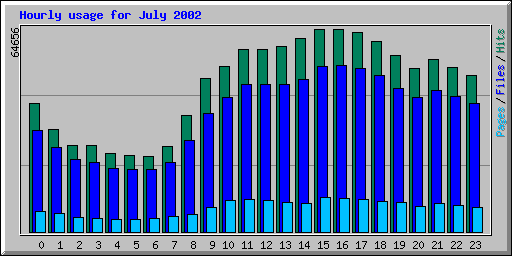 Hourly usage for July 2002
64656
Pages / Files / Hits
0 1 2 3 4 5 6 7 8 9 10 11 12 13 14 15 16 17 18 19 20 21 22 23